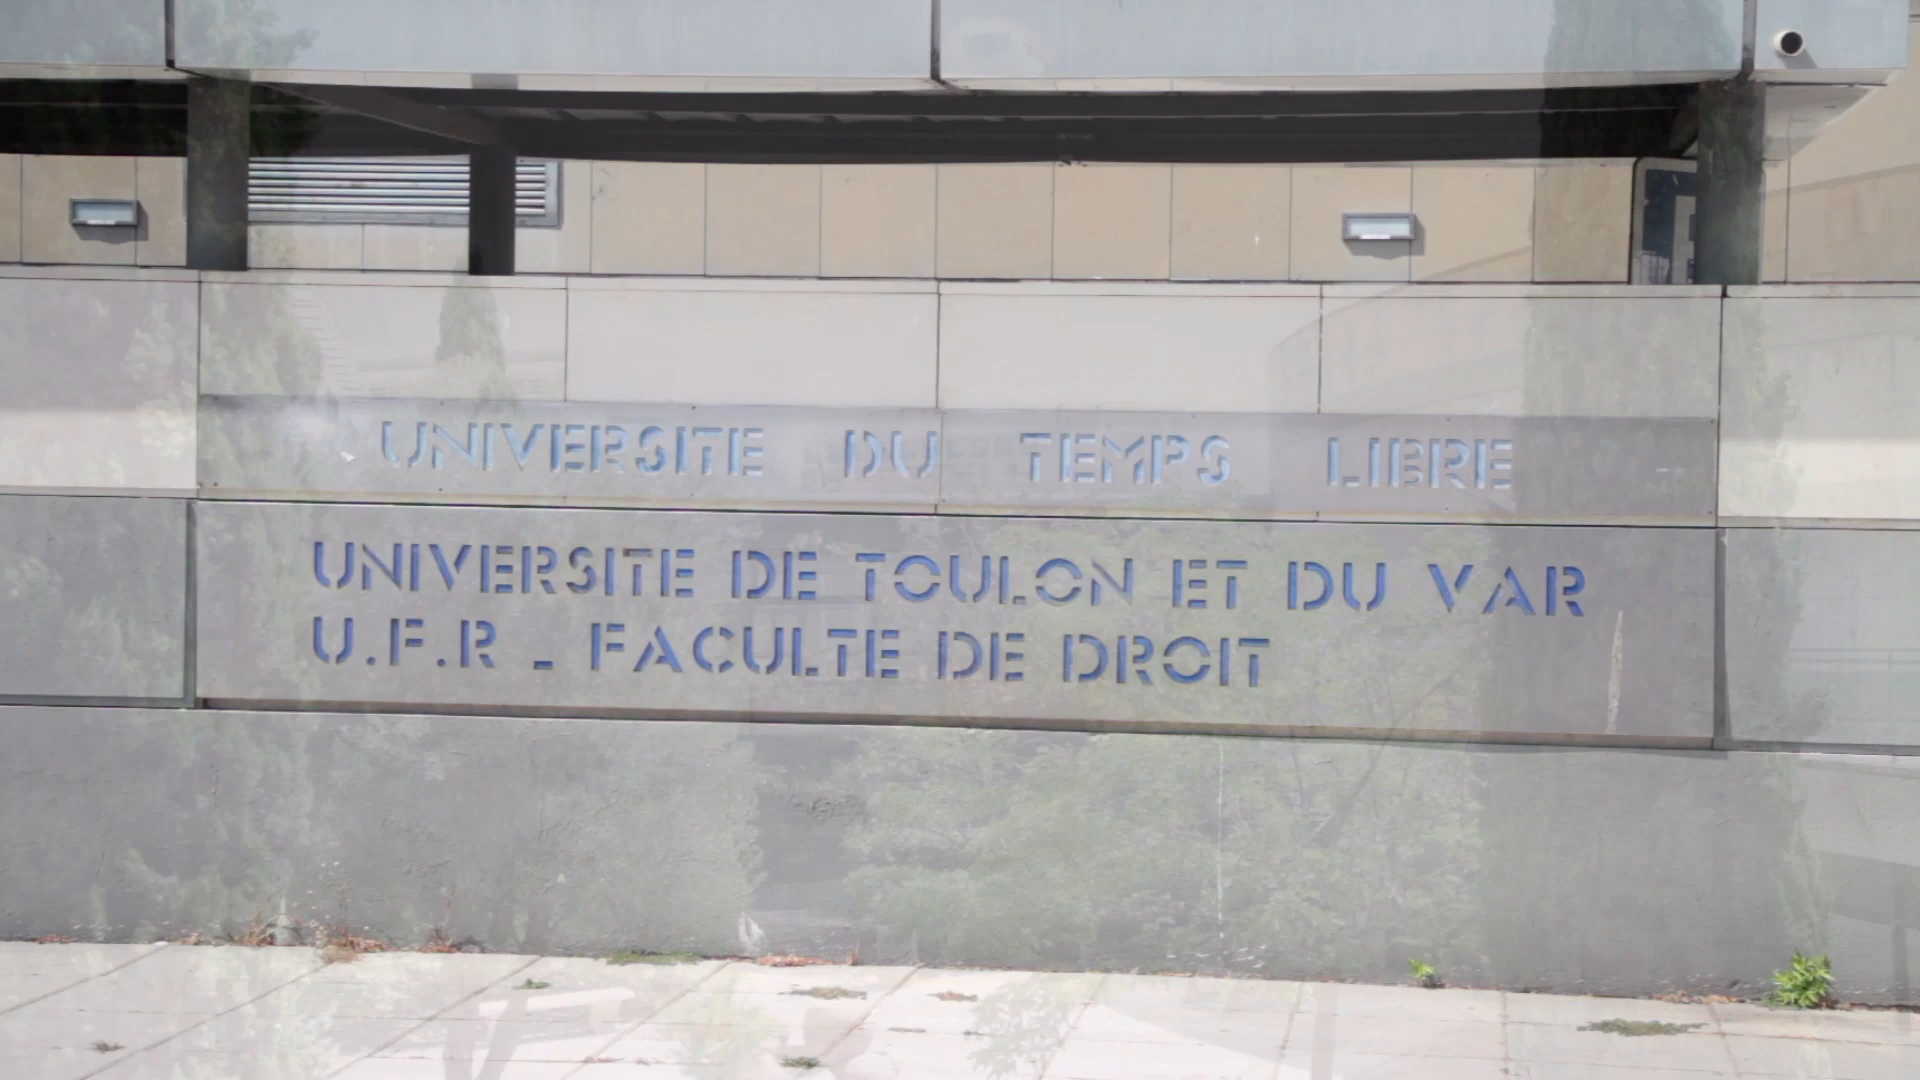 UNIVERSITE DU TEMPS LIBRE
UNIVERSITE DE TOULON ET DU VAR
U.F.R - FACULTE DE DROIT